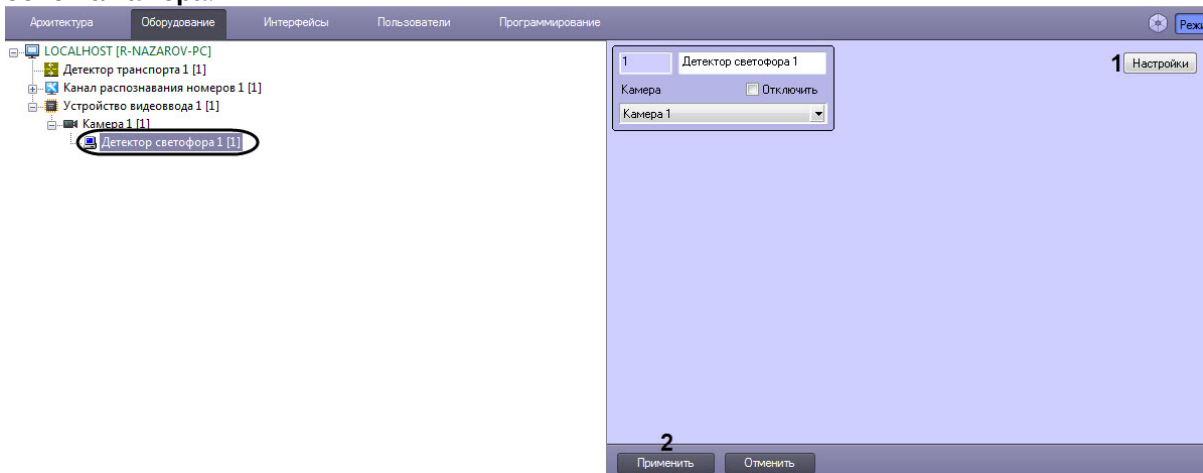 Архитектура Оборудование Интерфейсы Пользователи Программирование
LOCALHOST [R-NAZAROV-PC]
Детектор транспорта 1 [1]
Канал распознавания номеров 1 [1]
Устройство видеоввода 1 [1]
Камера 1 [1]
Детектор светофора 1 [1]
1 Детектор светофора 1
Камера Отключить
Камера 1
1 Настройки
2
Применить Отменить